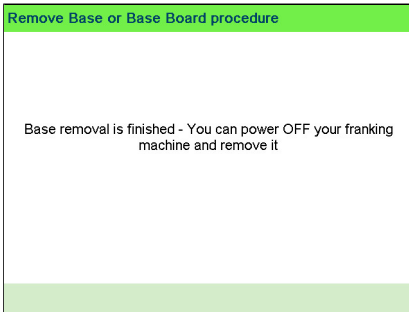 Remove Base or Base Board procedure
Base removal is finished - You can power OFF your franking
machine and remove it